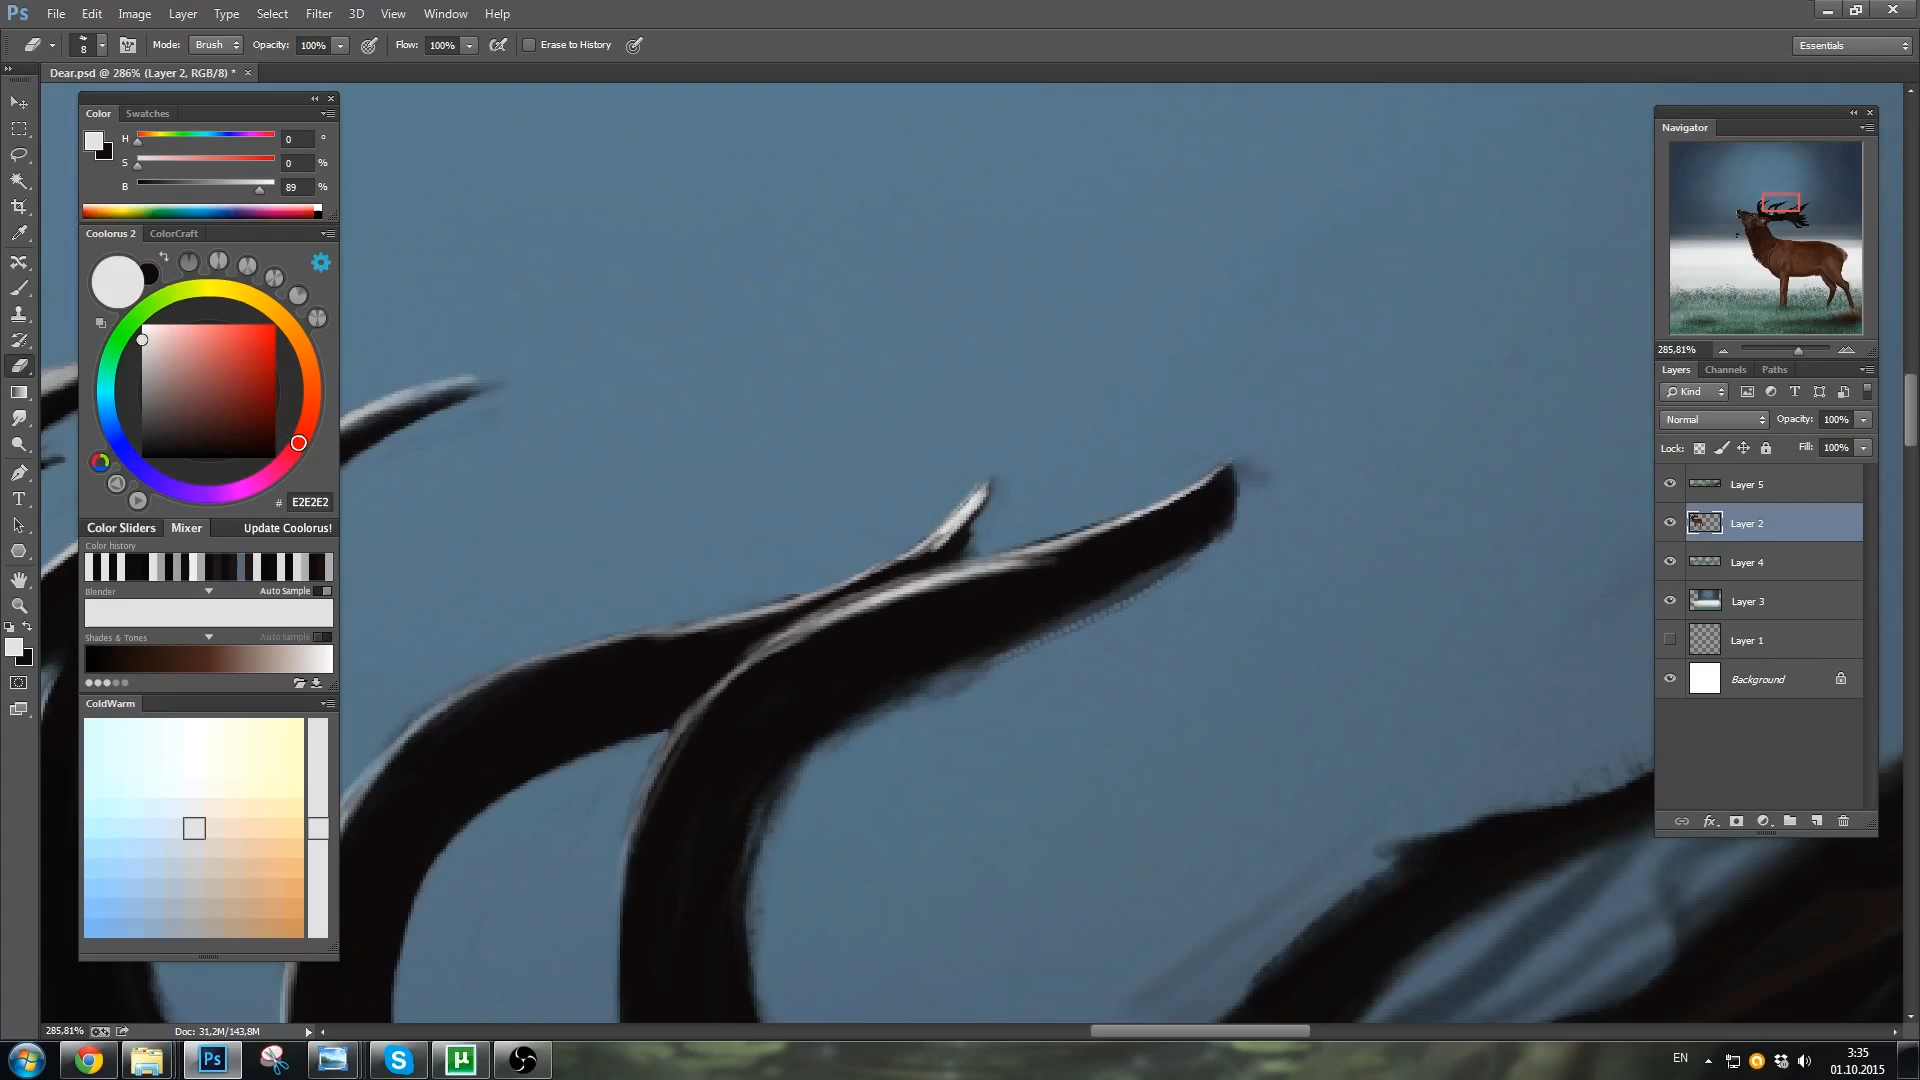 Ps File Edit Image Layer Type Select Filter 3D View Window Help
8 Mode: Brush Opacity: 100% Flow: 100% Erase to History Essentials
Dear.psd @ 286% (Layer 2, RGB/8) * ×
Color Swatches
H 0 °
S 0 %
B 89 %
Coolorus 2 ColorCraft
# E2E2E2
Color Sliders Mixer Update Coolorus!
Color history
Blender Auto Sample
Shades & Tones Auto Sample
ColdWarm
Navigator
285,81%
Layers Channels Paths
Kind
Normal Opacity: 100%
Lock: Fill: 100%
Layer 5
Layer 2
Layer 4
Layer 3
Layer 1
Background
285,81% Doc: 31,2M/143,8M
Ps S µ EN 3:35
01.10.2015